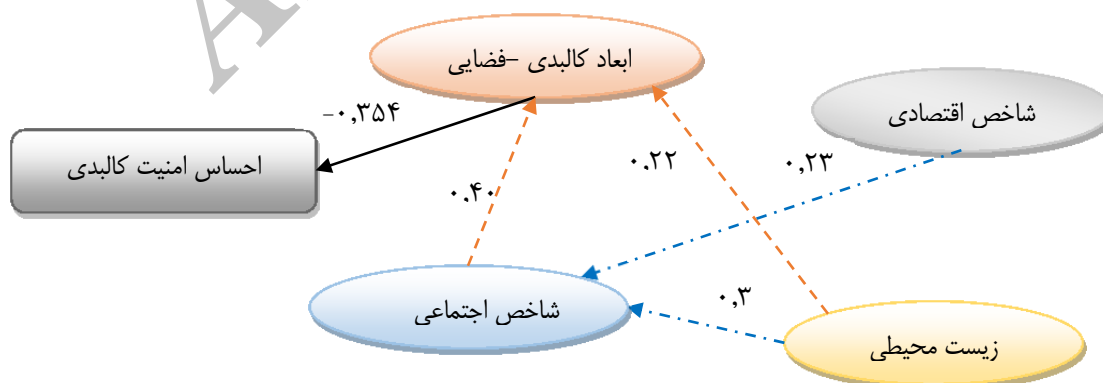 ابعاد کالبدی –فضایی
شاخص اقتصادی
-۰,۳۵۴
احساس امنیت کالبدی
۰.۲۲
۰,۲۳
۰.۴۰
شاخص اجتماعی
۰,۳
زیست محیطی
A